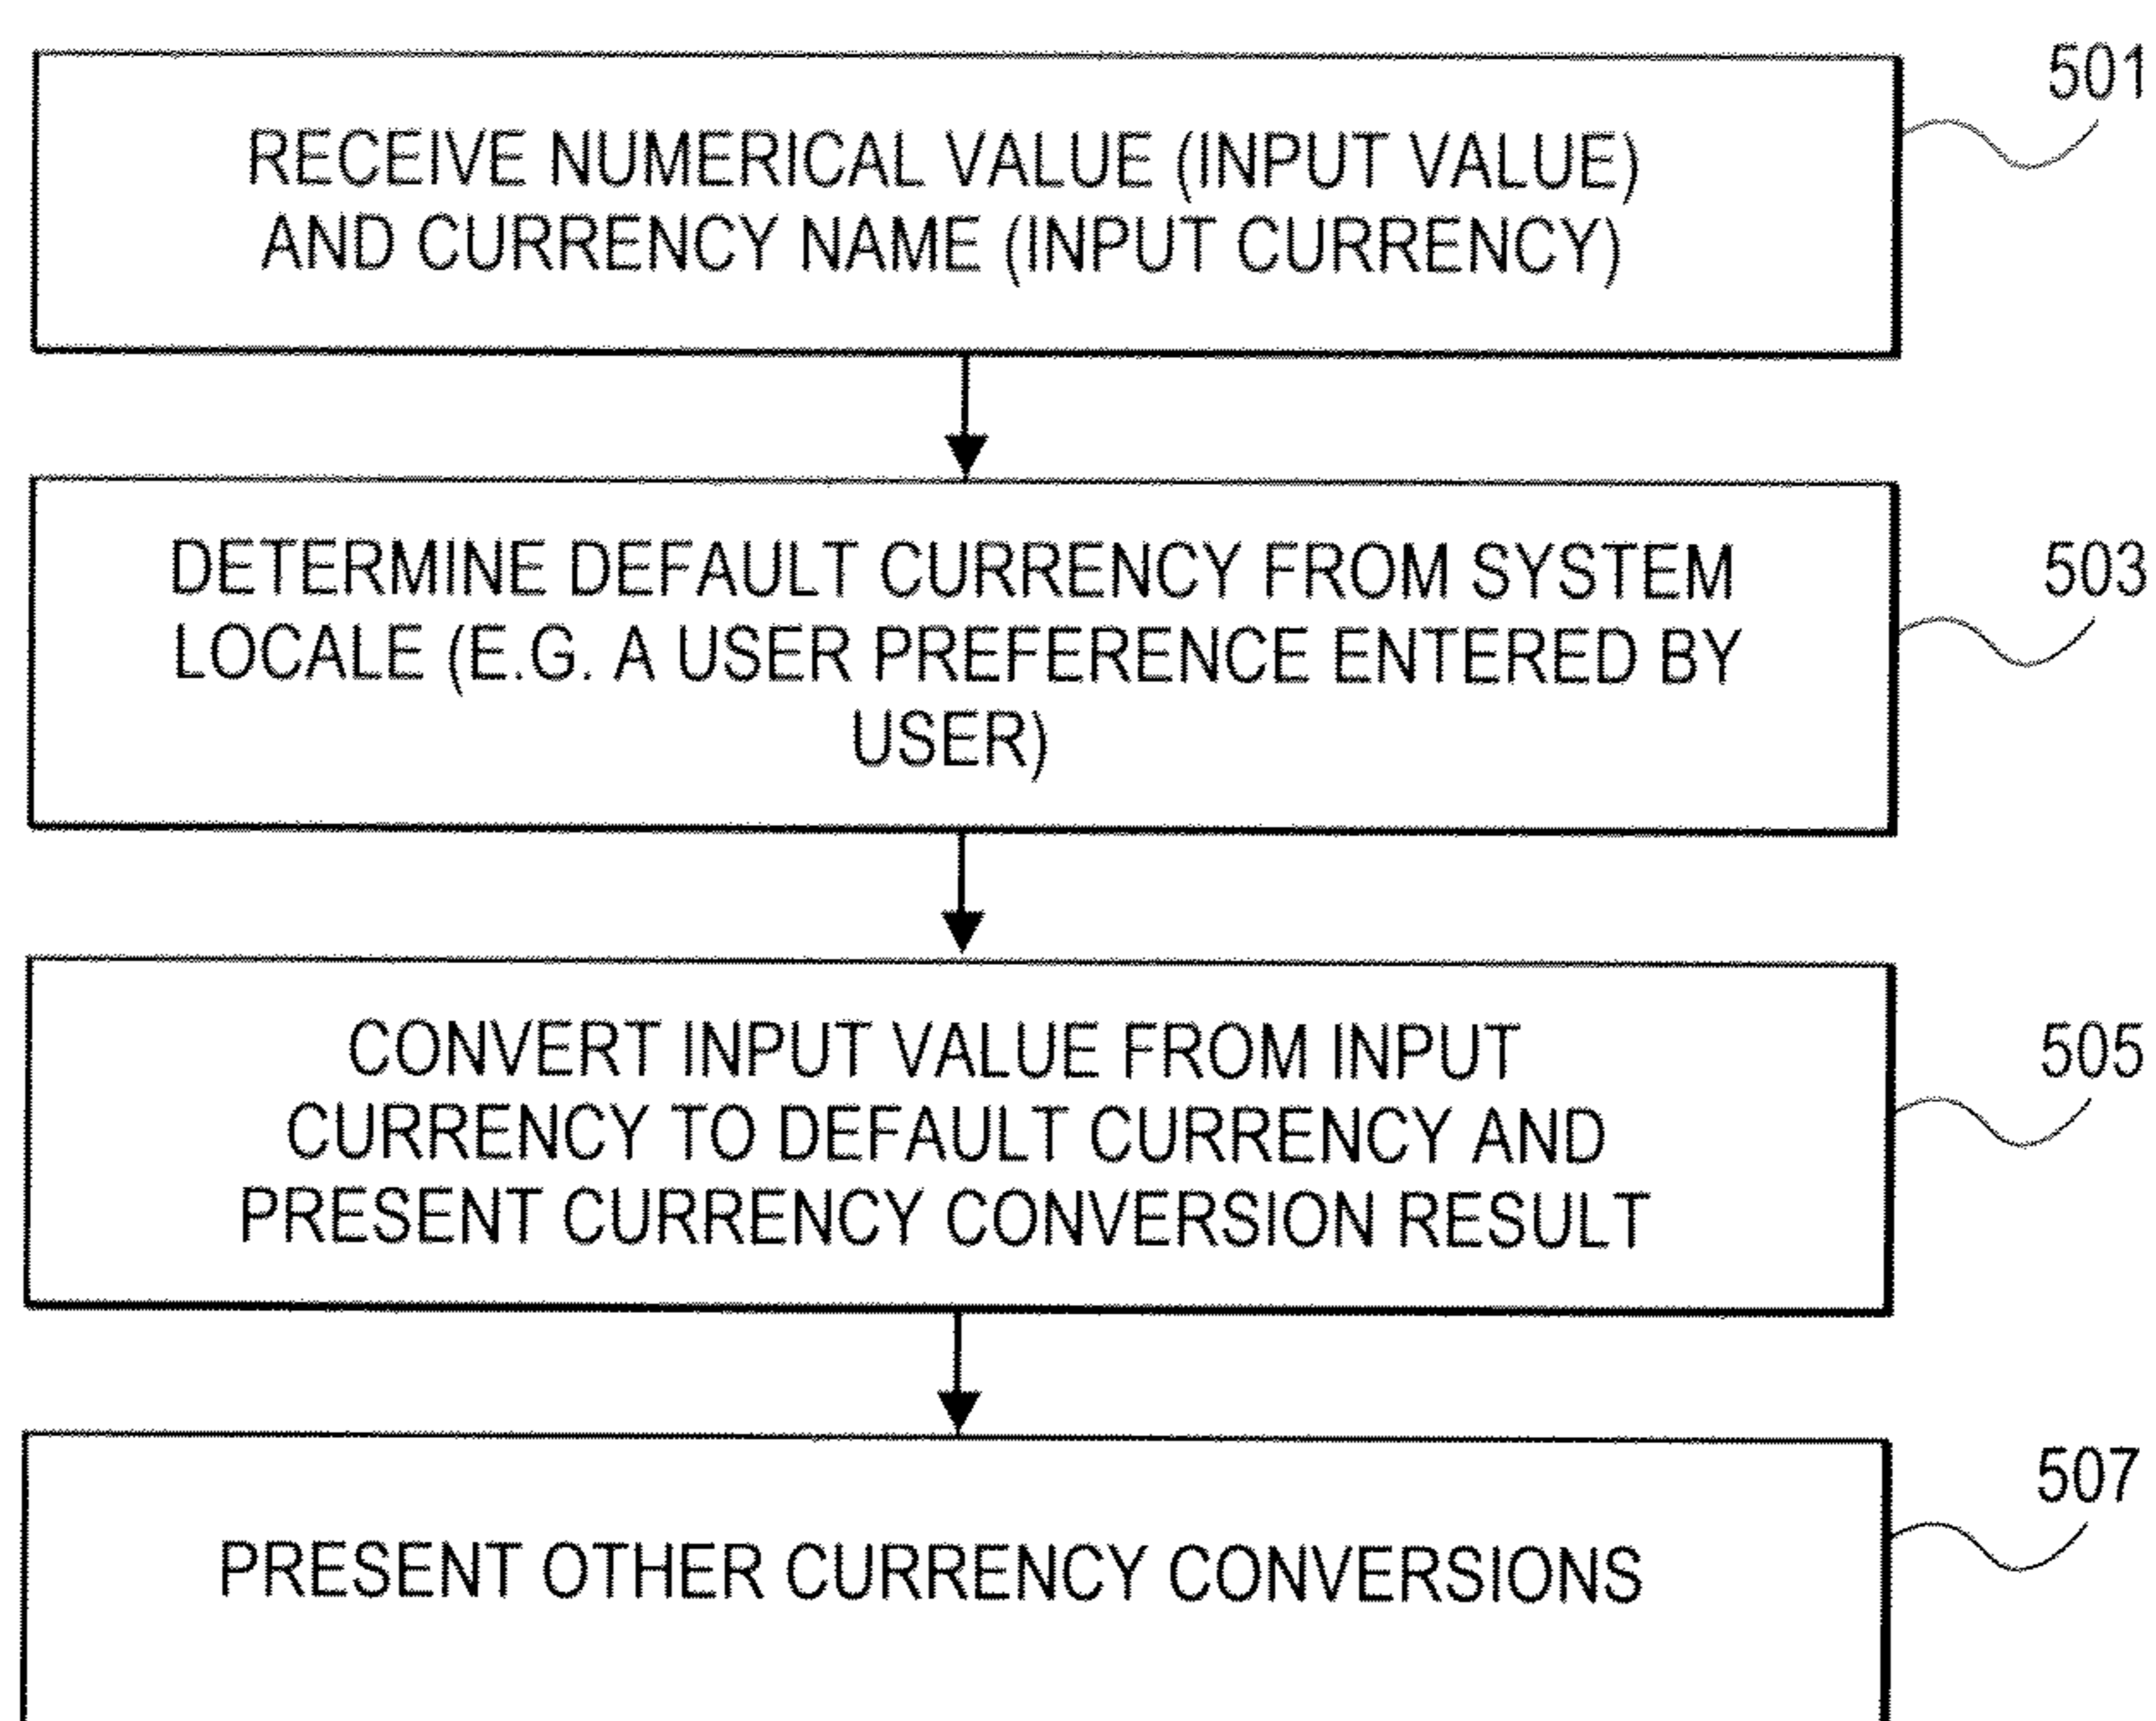 501
RECEIVE NUMERICAL VALUE (INPUT VALUE)
AND CURRENCY NAME (INPUT CURRENCY)
503
DETERMINE DEFAULT CURRENCY FROM SYSTEM
LOCALE (E.G. A USER PREFERENCE ENTERED BY
USER)
505
CONVERT INPUT VALUE FROM INPUT
CURRENCY TO DEFAULT CURRENCY AND
PRESENT CURRENCY CONVERSION RESULT
507
PRESENT OTHER CURRENCY CONVERSIONS